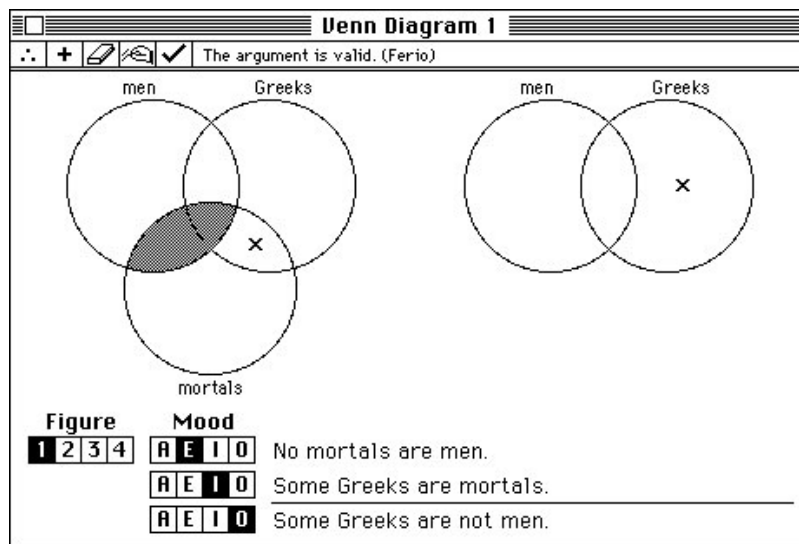 Venn Diagram 1
∴ + ✓ The argument is valid. (Ferio)
men Greeks men Greeks
× ×
mortals
Figure Mood
1 2 3 4 A E I O No mortals are men.
A E I O Some Greeks are mortals.
A E I O Some Greeks are not men.